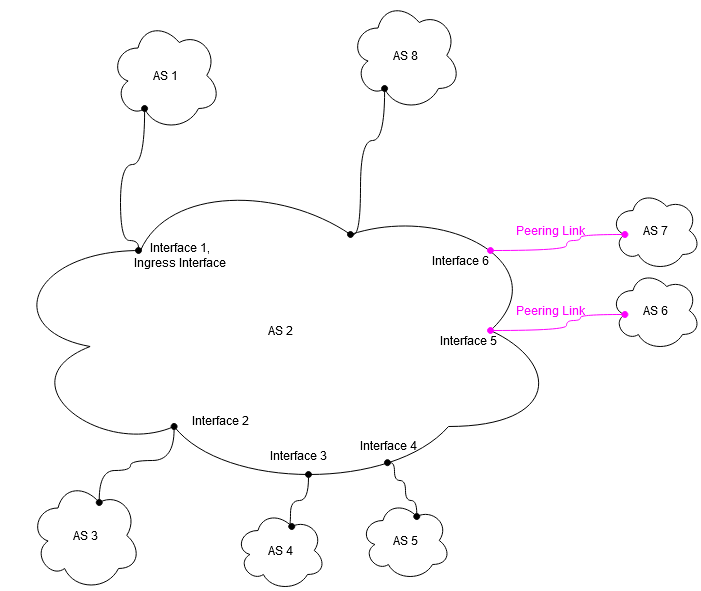 AS 1
AS 8
Peering Link
AS 7
Interface 1,
Ingress Interface
Interface 6
Peering Link
AS 6
AS 2
Interface 5
Interface 2
Interface 4
Interface 3
AS 3
AS 4
AS 5